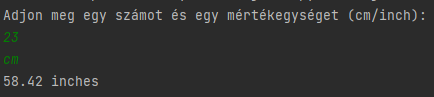 Adjon meg egy számot és egy mértékegységet (cm/inch):
23
cm
58.42 inches